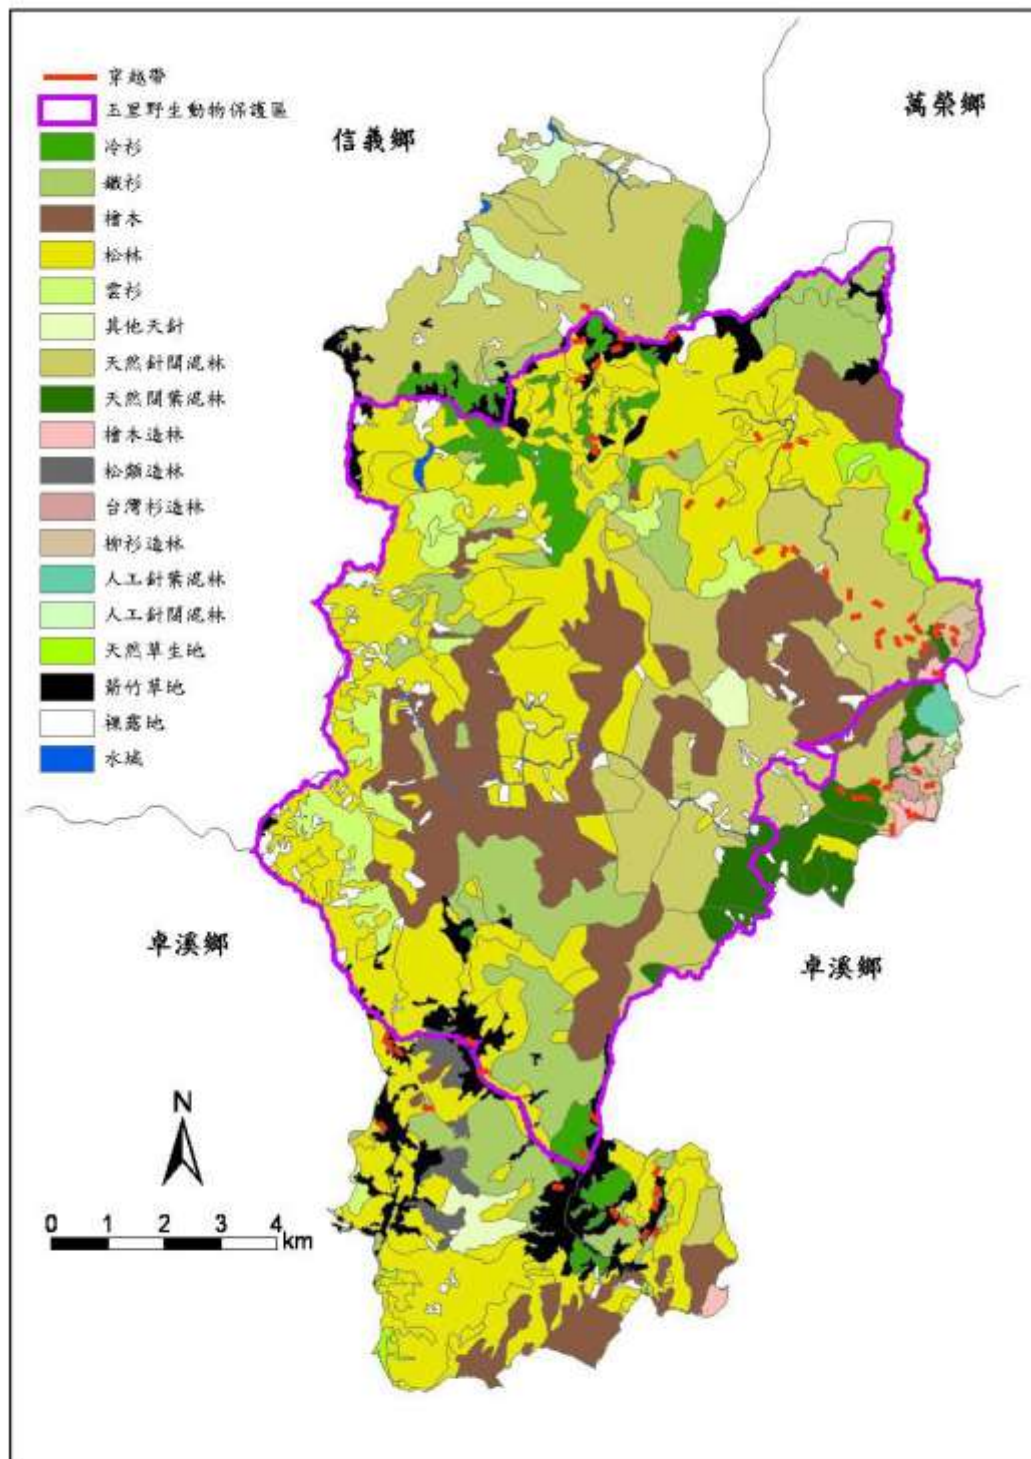 穿越帶
玉里野生動物保護區
冷杉
鐵杉
檜木
松林
雲杉
其他天針
天然針闊混林
天然闊葉混林
檜木造林
松類造林
台灣杉造林
柳杉造林
人工針葉混林
人工針闊混林
天然草生地
箭竹草地
裸露地
水域
信義鄉
萬榮鄉
卓溪鄉
卓溪鄉
N
0 1 2 3 4
km